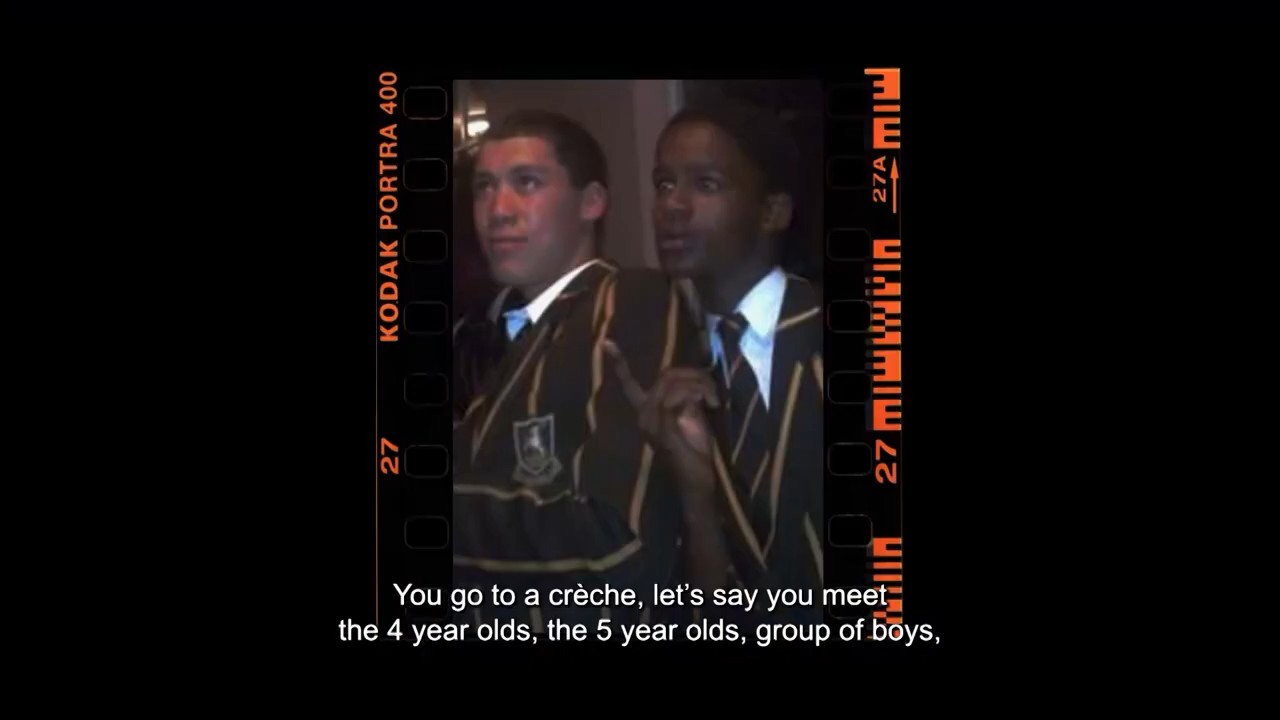 KODAK PORTRA 400
27
27A
27
You go to a crèche, let’s say you meet
the 4 year olds, the 5 year olds, group of boys,